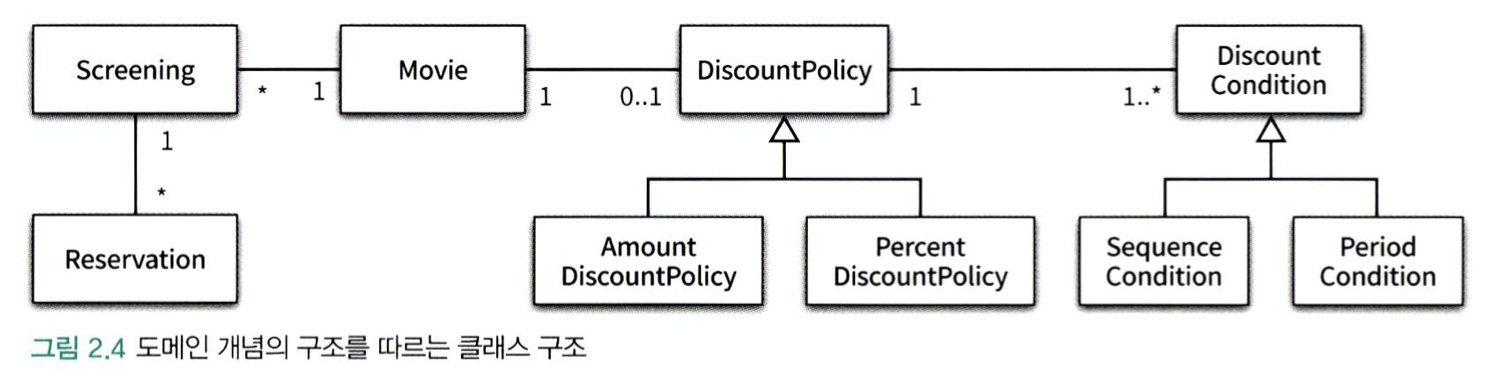 Screening
*
1
Movie
1
0..1
DiscountPolicy
1
1..*
Discount
Condition
1
*
Reservation
Amount
DiscountPolicy
Percent
DiscountPolicy
Sequence
Condition
Period
Condition
그림 2.4 도메인 개념의 구조를 따르는 클래스 구조